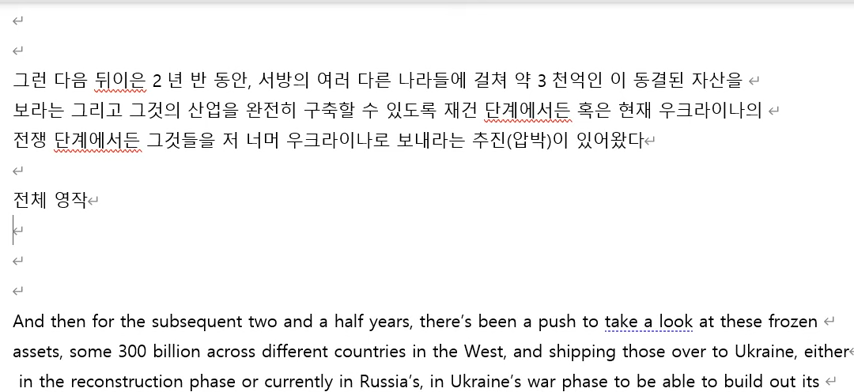 그런 다음 뒤이은 2 년 반 동안, 서방의 여러 다른 나라들에 걸쳐 약 3 천억인 이 동결된 자산을
보라는 그리고 그것의 산업을 완전히 구축할 수 있도록 재건 단계에서든 혹은 현재 우크라이나의
전쟁 단계에서든 그것들을 저 너머 우크라이나로 보내라는 추진(압박)이 있어왔다
전체 영작
And then for the subsequent two and a half years, there's been a push to take a look at these frozen
assets, some 300 billion across different countries in the West, and shipping those over to Ukraine, either
in the reconstruction phase or currently in Russia's, in Ukraine's war phase to be able to build out its